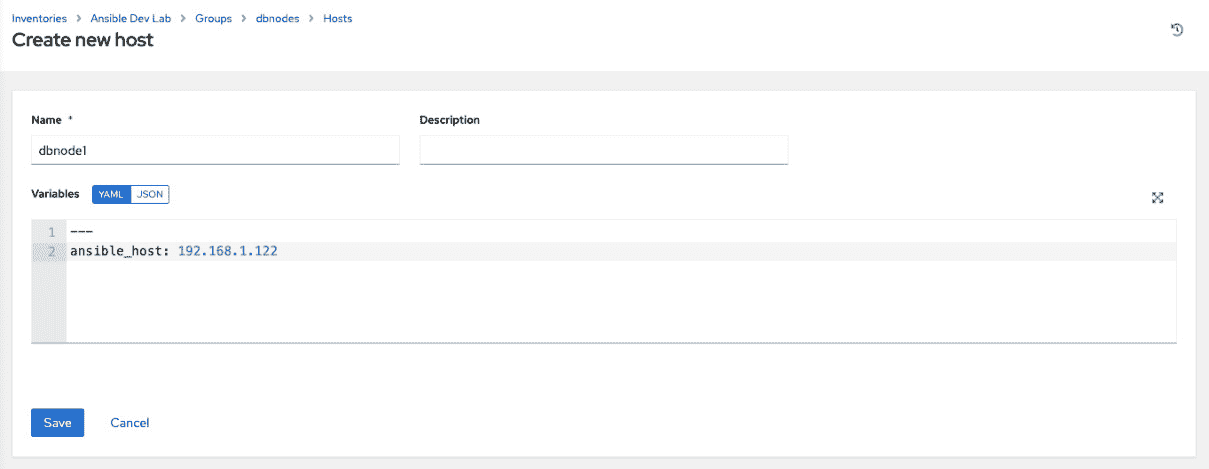 Inventories > Ansible Dev Lab > Groups > dbnodes > Hosts
Create new host
Name * Description
dbnode1
Variables YAML JSON
1 ---
2 ansible_host: 192.168.1.122
Save Cancel